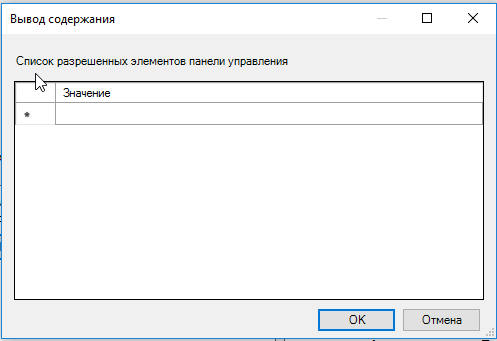 Вывод содержания
Список разрешенных элементов панели управления
Значение
*
OK
Отмена